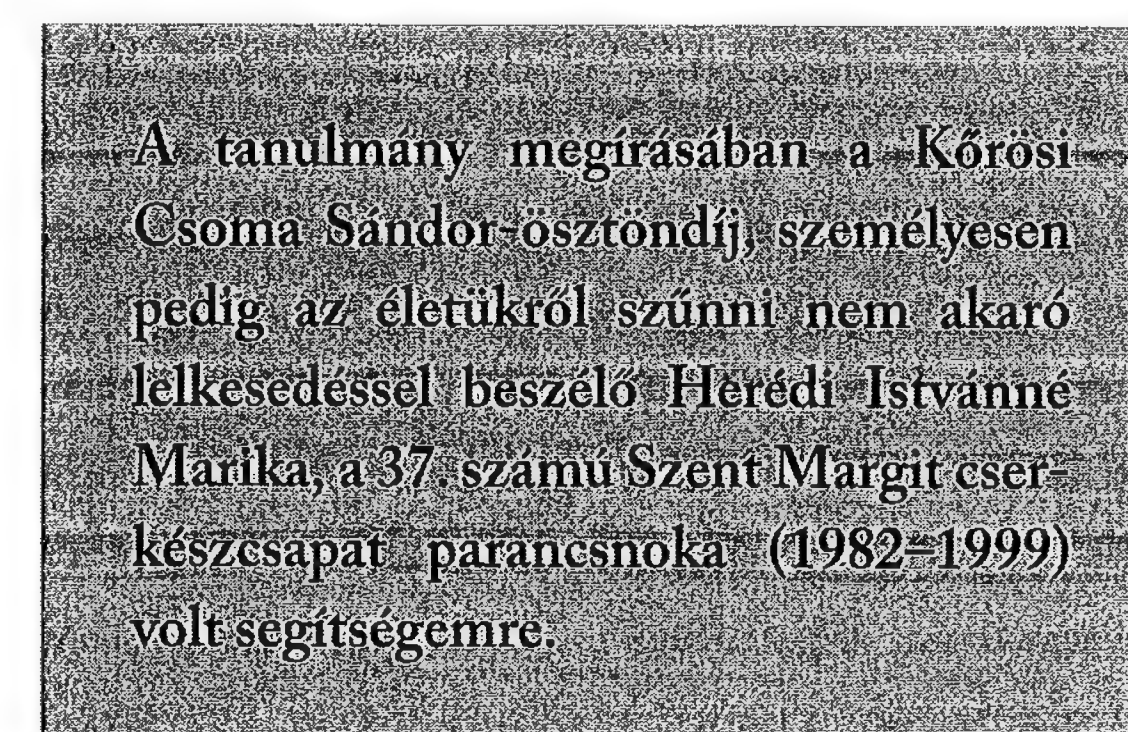 A tanulmány megírásában a Kőrösi
Csoma Sándor-ösztöndíj, személyesen
pedig az életükről szűnni nem akaró
lelkesedéssel beszélő Herédi Istvánné
Marika, a 37. számú Szent Margit cser-
készcsapat parancsnoka (1982–1999)
volt segítségemre.